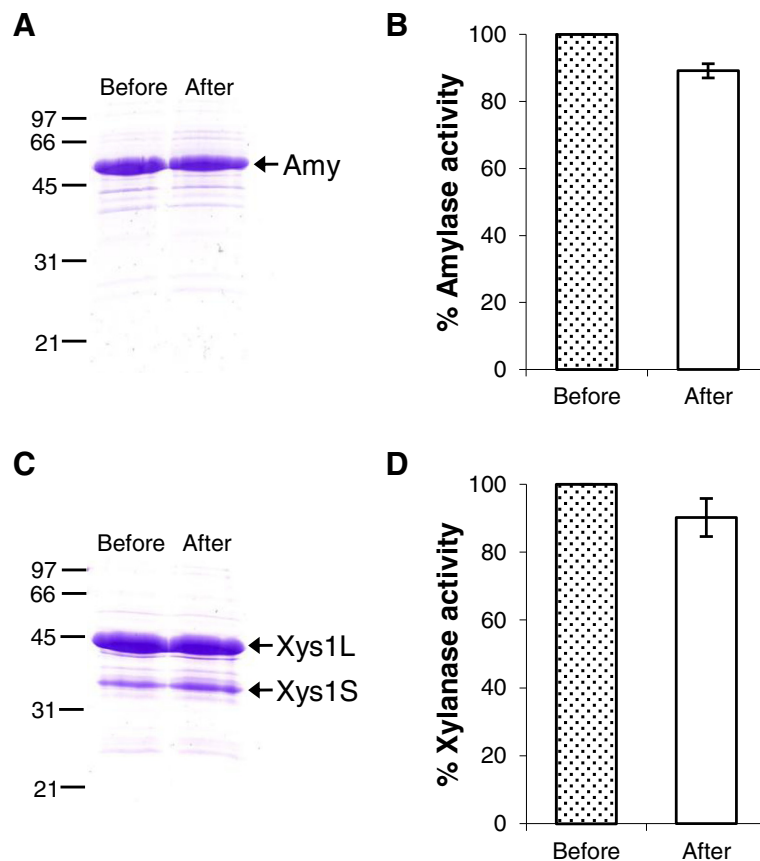 A
Before After
97
66
Amy
45
31
21
B
100
80
60
40
20
0
% Amylase activity
Before After
C
Before After
97
66
45
Xys1L
Xys1S
31
21
D
100
80
60
40
20
0
% Xylanase activity
Before After